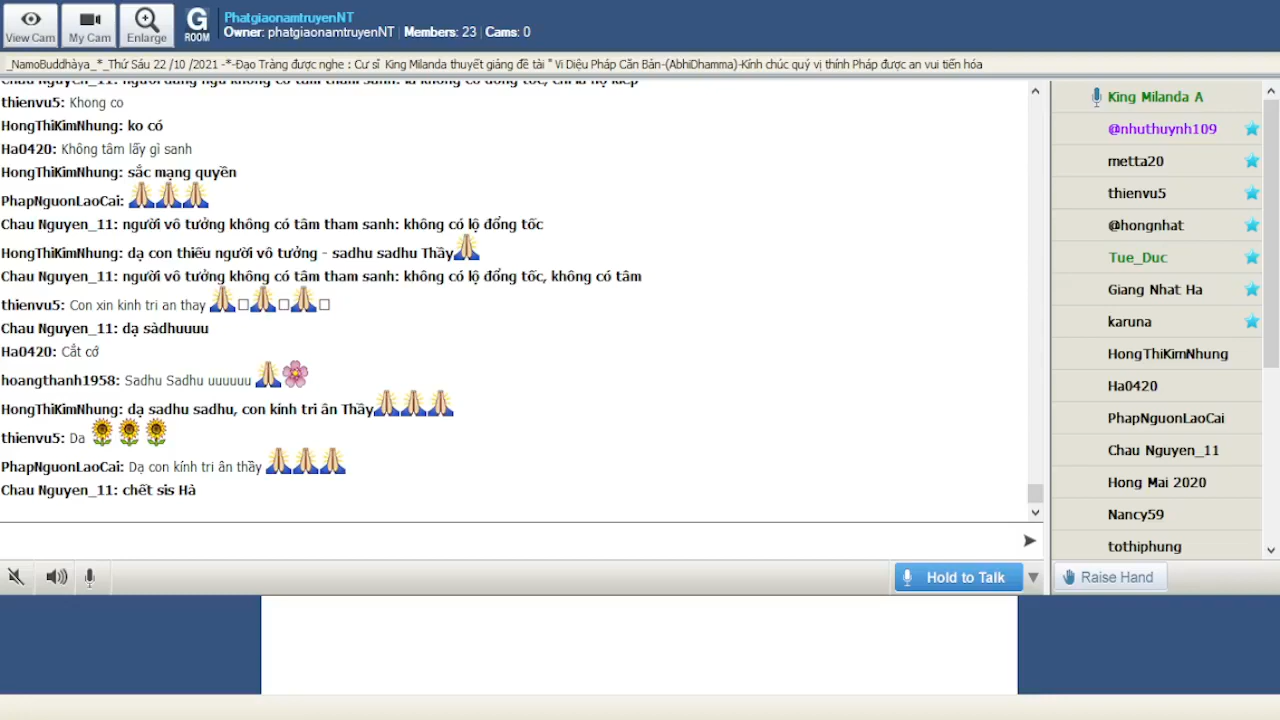 View Cam
My Cam
Enlarge
G
ROOM
PhatgiaonamtruyenNT
Owner: phatgiaonamtruyenNT | Members: 23 | Cams: 0
_NamoBuddhàya_*_Thứ Sáu 22 /10 /2021 -*-Đạo Tràng được nghe : Cư sĩ King Milanda thuyết giảng đề tài " Vi Diệu Pháp Căn Bản-(AbhiDhamma)-Kính chúc quý vị thính Pháp được an vui tiến hóa
thienvu5: Khong co
HongThiKimNhung: ko có
Ha0420: Không tâm lấy gì sanh
HongThiKimNhung: sắc mạng quyền
PhapNguonLaoCai: 🙏🙏🙏
Chau Nguyen_11: người vô tưởng không có tâm tham sanh: không có lộ đổng tốc
HongThiKimNhung: dạ con thiếu người vô tưởng - sadhu sadhu Thầy🙏
Chau Nguyen_11: người vô tưởng không có tâm tham sanh: không có lộ đổng tốc, không có tâm
thienvu5: Con xin kinh tri an thay 🙏□🙏□🙏□
Chau Nguyen_11: dạ sàdhuuuu
Ha0420: Cắt cớ
hoangthanh1958: Sadhu Sadhu uuuuuu 🙏🌸
HongThiKimNhung: dạ sadhu sadhu, con kính tri ân Thầy🙏🙏🙏
thienvu5: Da 🌻🌻🌻
PhapNguonLaoCai: Dạ con kính tri ân thầy 🙏🙏🙏
Chau Nguyen_11: chết sis Hà
Hold to Talk
King Milanda A
@nhuthuynh109
metta20
thienvu5
@hongnhat
Tue_Duc
Giang Nhat Ha
karuna
HongThiKimNhung
Ha0420
PhapNguonLaoCai
Chau Nguyen_11
Hong Mai 2020
Nancy59
tothiphung
Raise Hand